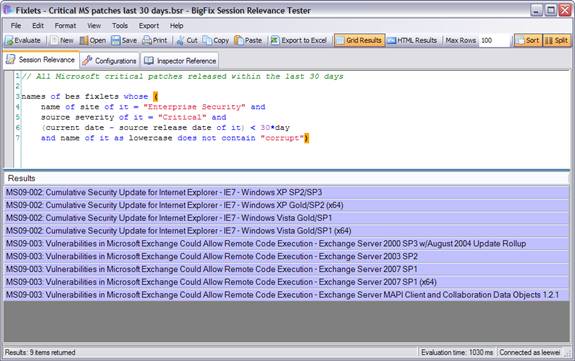 Fixlets - Critical MS patches last 30 days.bsr - BigFix Session Relevance Tester
File Edit View Tools Export Help
Evaluate New Open Save Print Cut Copy Paste Export to Excel Grid Results HTML Results Max Rows 100 Sort Split
Session Relevance Configurations Inspector Reference
1 // All Microsoft critical patches released within the last 30 days
2
3 names of bes fixlets whose (
4 name of site of it = "Enterprise Security" and
5 source severity of it = "Critical" and
6 (current date - source release date of it) < 30*day
7 and name of it as lowercase does not contain "corrupt")
Results
MS09-002: Cumulative Security Update for Internet Explorer - IE7 - Windows XP SP2/SP3
MS09-002: Cumulative Security Update for Internet Explorer - IE7 - Windows XP Gold/SP2 (x64)
MS09-002: Cumulative Security Update for Internet Explorer - IE7 - Windows Vista Gold/SP1
MS09-002: Cumulative Security Update for Internet Explorer - IE7 - Windows Vista Gold/SP1 (x64)
MS09-003: Vulnerabilities in Microsoft Exchange Could Allow Remote Code Execution - Exchange Server 2000 SP3 w/August 2004 Update Rollup
MS09-003: Vulnerabilities in Microsoft Exchange Could Allow Remote Code Execution - Exchange Server 2003 SP2
MS09-003: Vulnerabilities in Microsoft Exchange Could Allow Remote Code Execution - Exchange Server 2007 SP1
MS09-003: Vulnerabilities in Microsoft Exchange Could Allow Remote Code Execution - Exchange Server 2007 SP1 (x64)
MS09-003: Vulnerabilities in Microsoft Exchange Could Allow Remote Code Execution - Exchange Server MAPI Client and Collaboration Data Objects 1.2.1
Results: 9 items returned Evaluation time: 1030 ms Connected as leewei